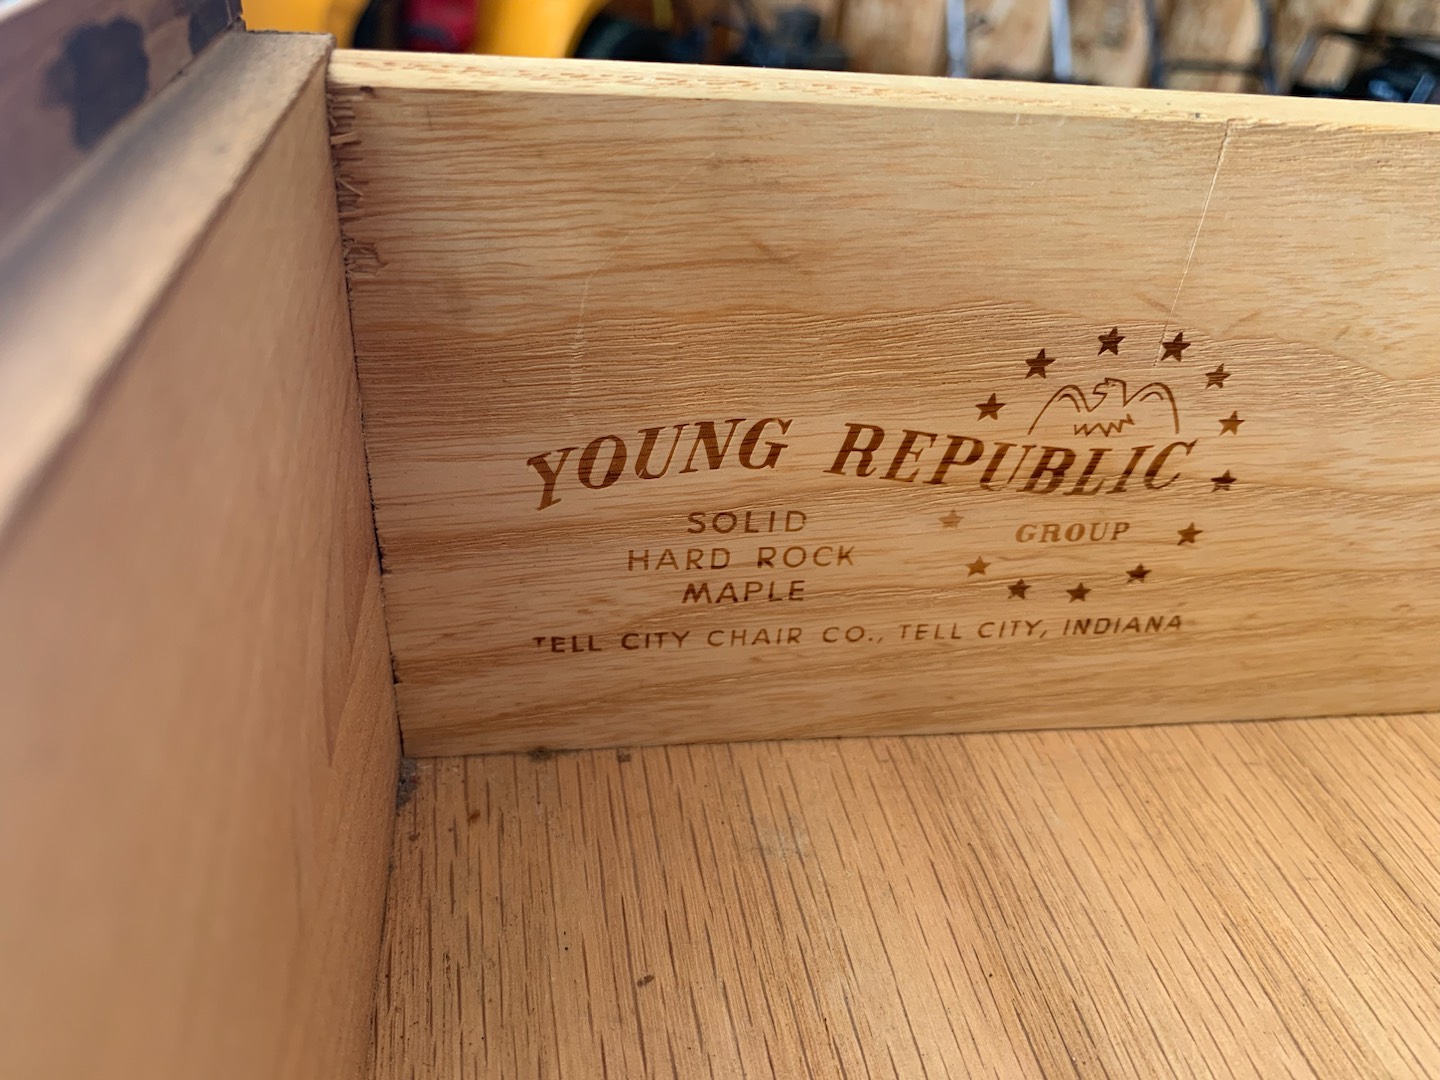 YOUNG REPUBLIC
GROUP
SOLID
HARD ROCK
MAPLE
TELL CITY CHAIR CO., TELL CITY, INDIANA